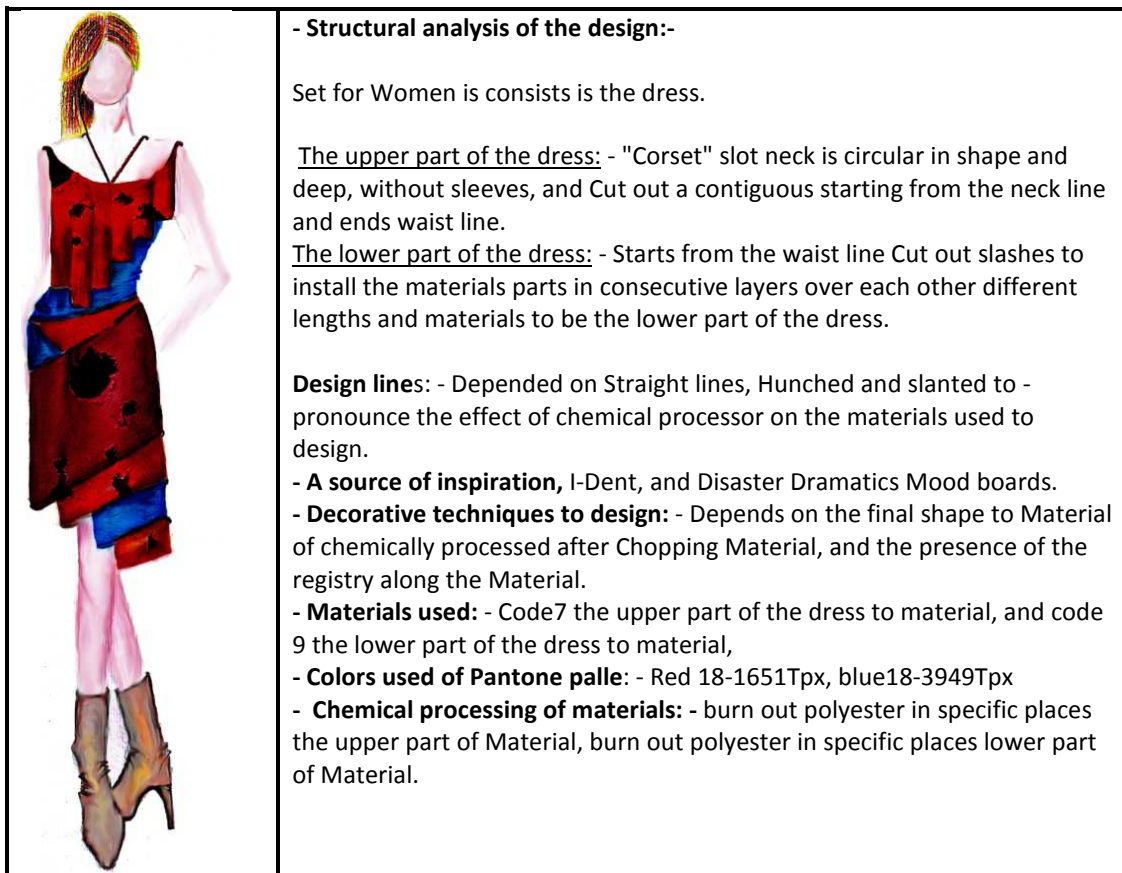 - Structural analysis of the design:-
Set for Women is consists is the dress.
The upper part of the dress: - "Corset" slot neck is circular in shape and
deep, without sleeves, and Cut out a contiguous starting from the neck line
and ends waist line.
The lower part of the dress: - Starts from the waist line Cut out slashes to
install the materials parts in consecutive layers over each other different
lengths and materials to be the lower part of the dress.
Design lines: - Depended on Straight lines, Hunched and slanted to -
pronounce the effect of chemical processor on the materials used to
design.
- A source of inspiration, I-Dent, and Disaster Dramatics Mood boards.
- Decorative techniques to design: - Depends on the final shape to Material
of chemically processed after Chopping Material, and the presence of the
registry along the Material.
- Materials used: - Code7 the upper part of the dress to material, and code
9 the lower part of the dress to material,
- Colors used of Pantone palle: - Red 18-1651Tpx, blue18-3949Tpx
- Chemical processing of materials: - burn out polyester in specific places
the upper part of Material, burn out polyester in specific places lower part
of Material.